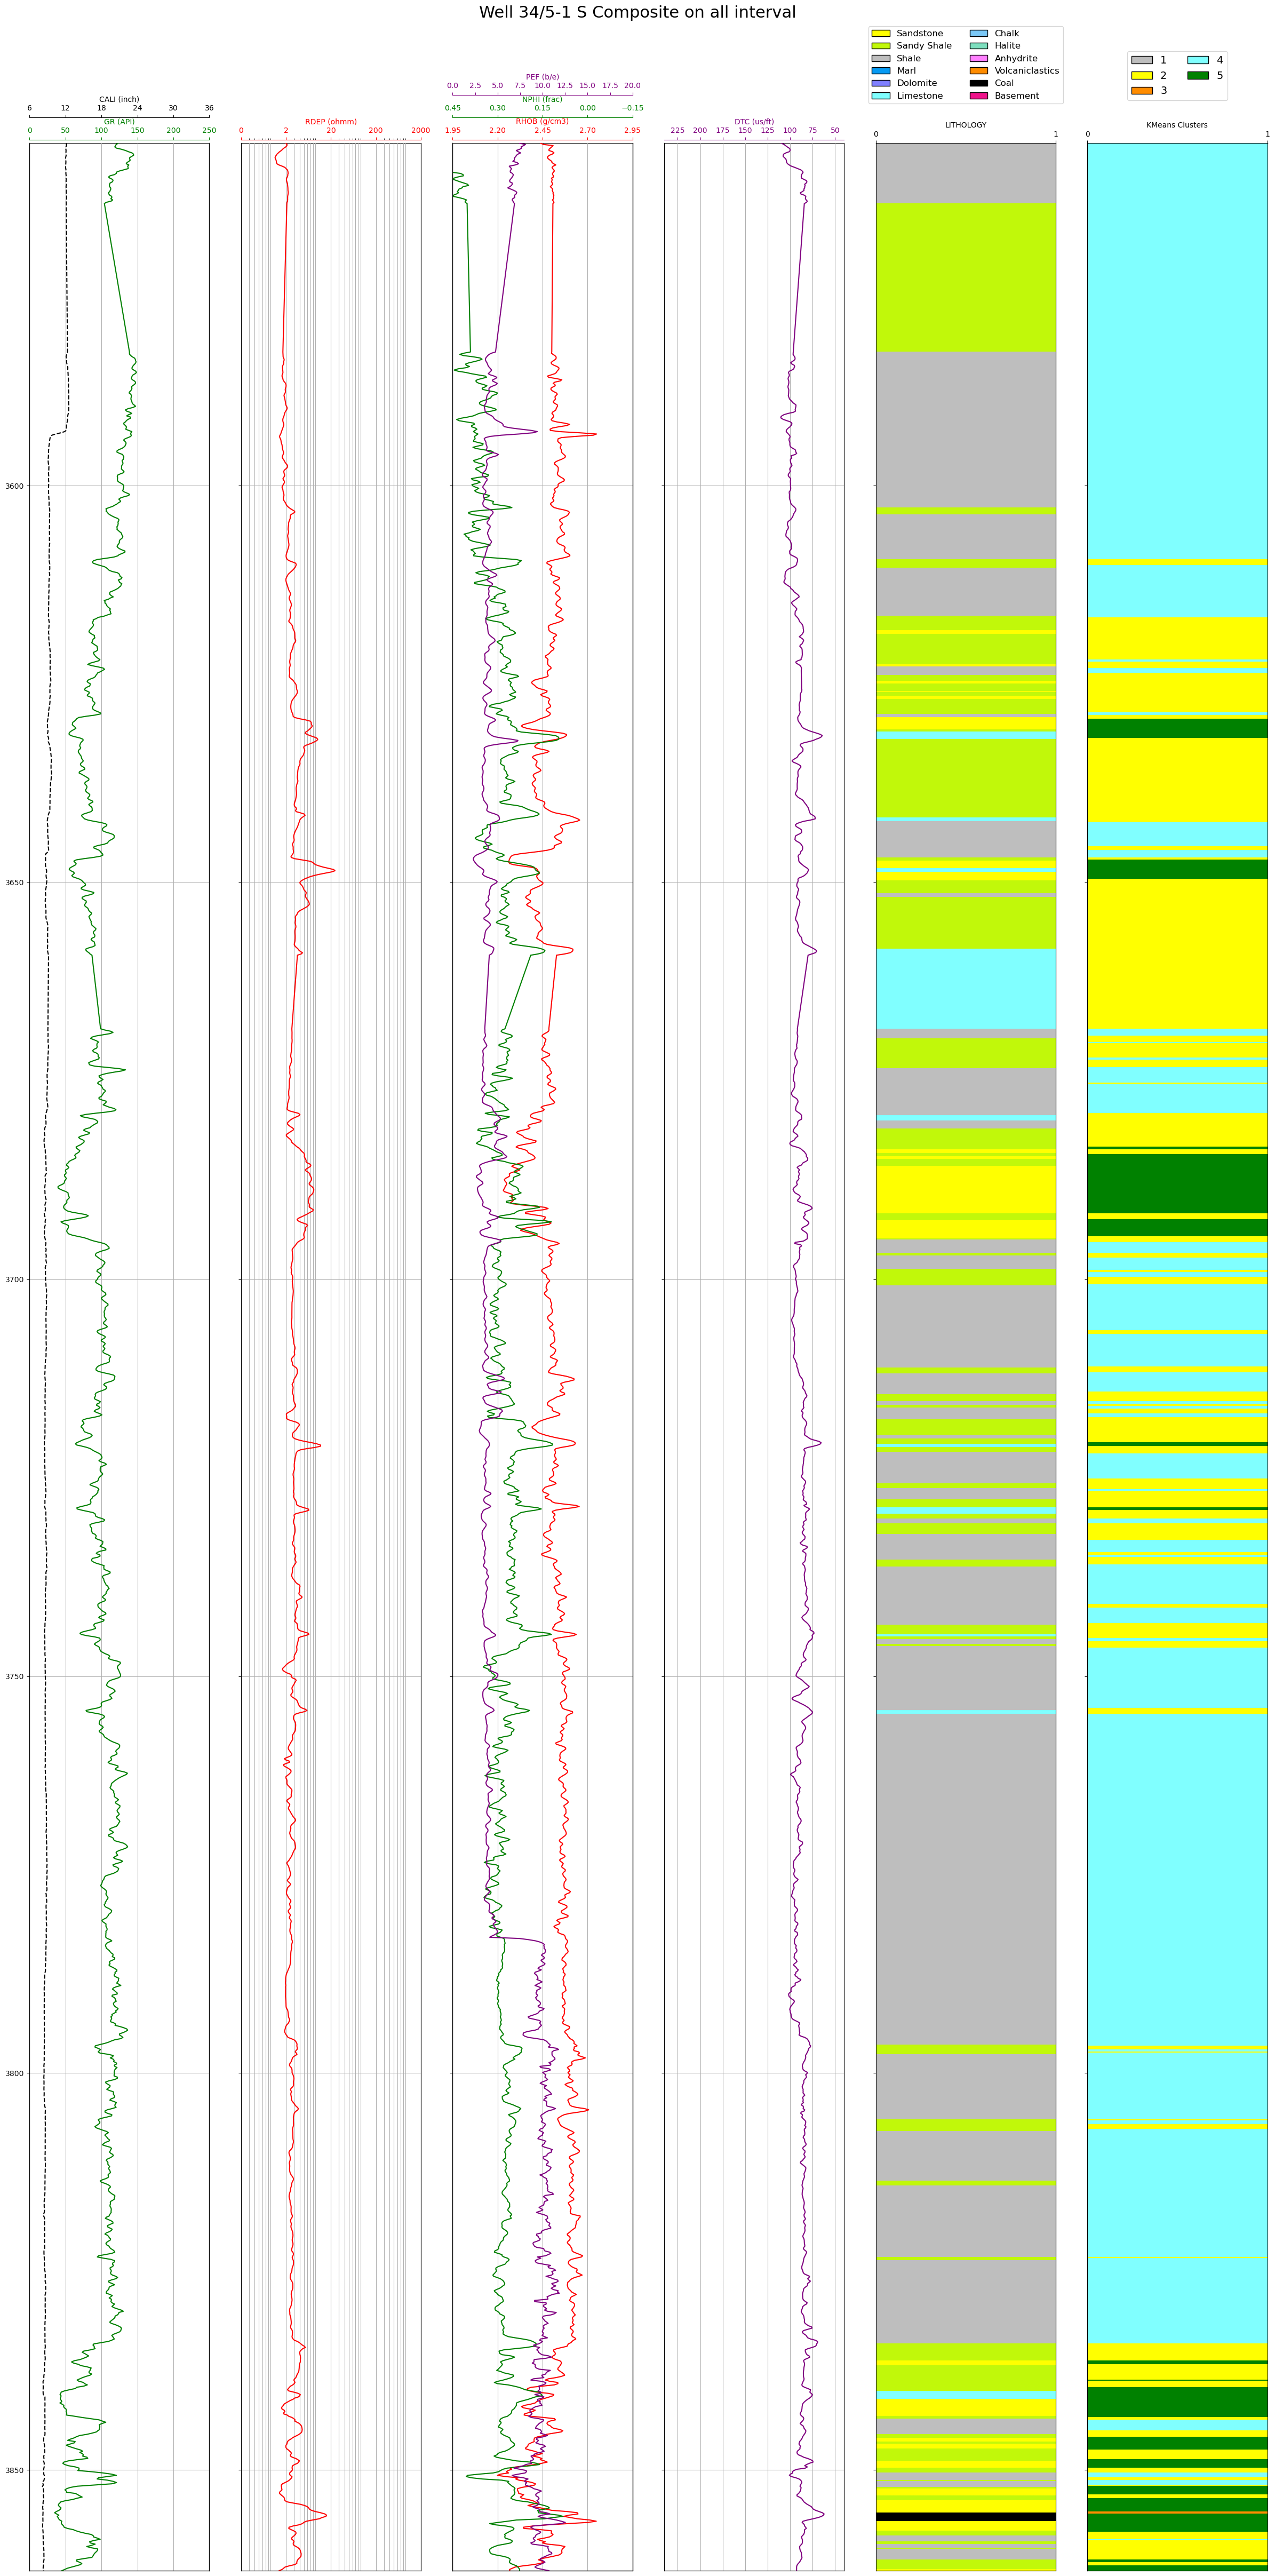 Well 34/5-1 S Composite on all interval
Sandstone Chalk
Sandy Shale Halite
Shale Anhydrite
Marl Volcaniclastics
Dolomite Coal
Limestone Basement
1 4
2 5
3
PEF (b/e)
0.0 2.5 5.0 7.5 10.0 12.5 15.0 17.5 20.0
CALI (inch) NPHI (frac)
6 12 18 24 30 36 0.45 0.30 0.15 0.00 −0.15
GR (API) RDEP (ohmm) RHOB (g/cm3) DTC (us/ft) LITHOLOGY KMeans Clusters
0 50 100 150 200 250 0 2 20 200 2000 1.95 2.20 2.45 2.70 2.95 225 200 175 150 125 100 75 50 0 1 0 1
3600
3650
3700
3750
3800
3850